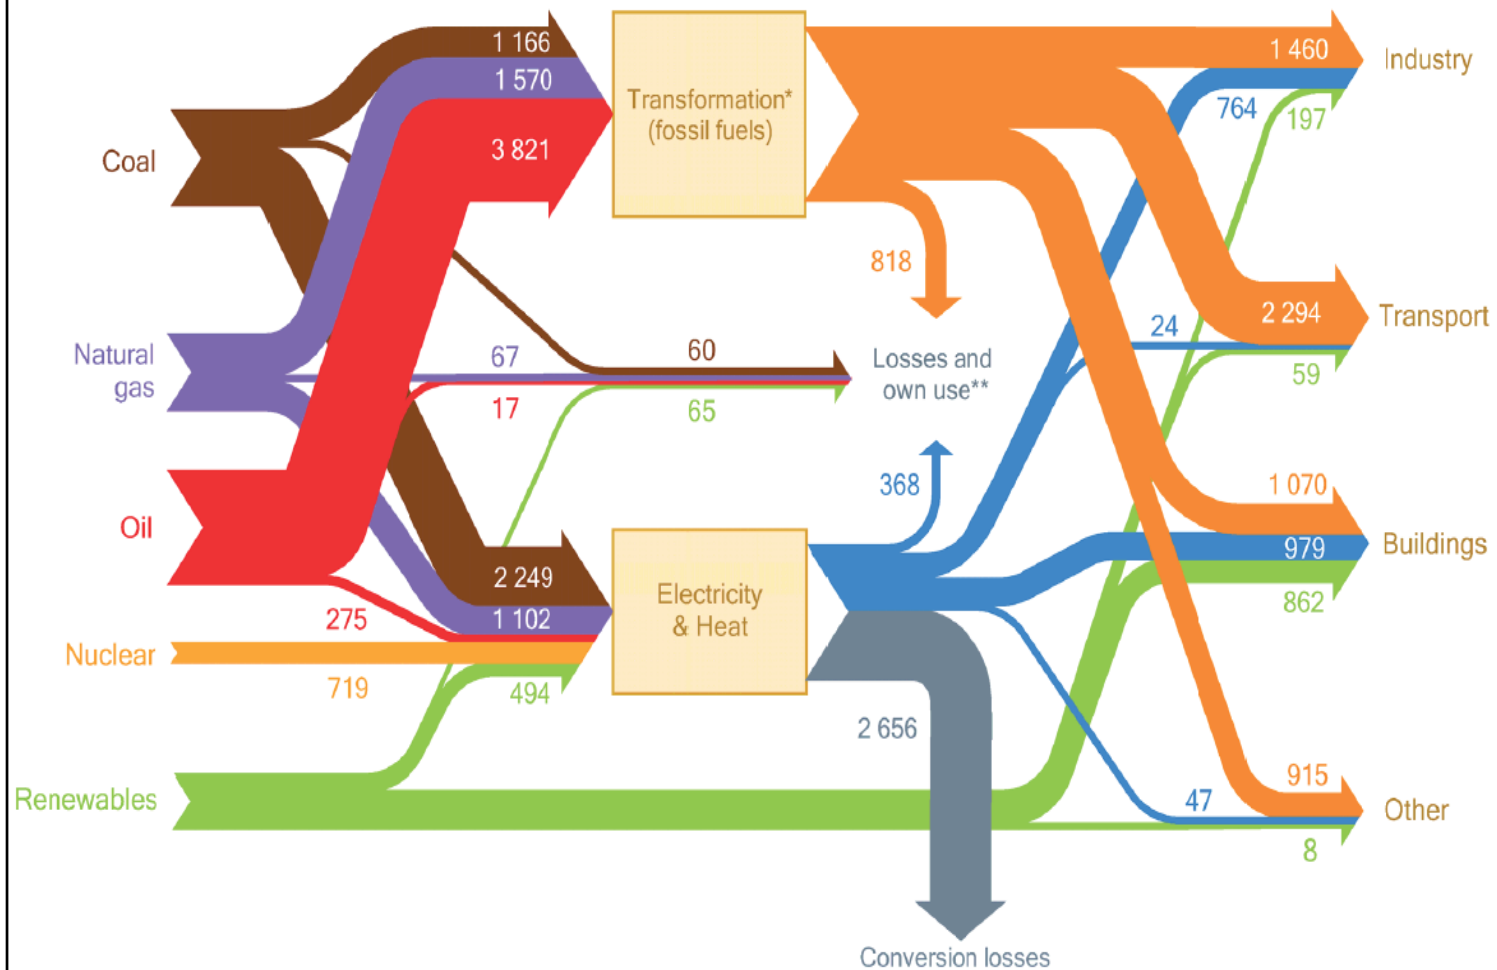 1 166
1 570
3 821
Transformation*
(fossil fuels)
1 460
Industry
764
197
Coal
818
2 294
Transport
24
59
Natural
gas
67
60
17
65
Losses and
own use**
368
1 070
Buildings
979
862
Oil
2 249
1 102
275
Electricity
& Heat
Nuclear
719
494
2 656
Renewables
915
Other
47
8
Conversion losses